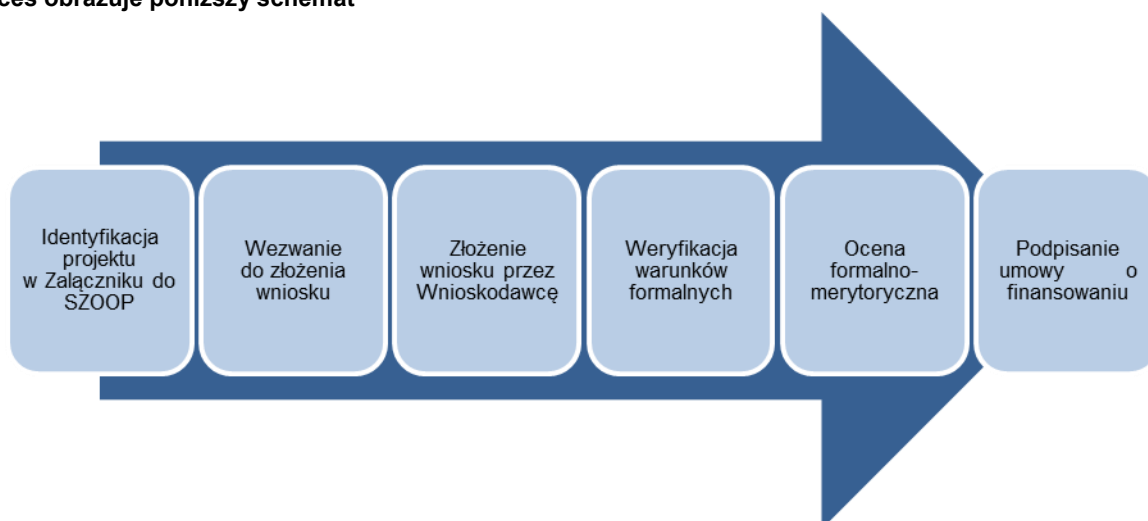 ces obrazuje poniższy schemat
Identyfikacja
projektu
w Załączniku do
SZOOP
Wezwanie
do złożenia
wniosku
Złożenie
wniosku przez
Wnioskodawcę
Weryfikacja
warunków
formalnych
Ocena
formalno-
merytoryczna
Podpisanie
umowy o
finansowaniu